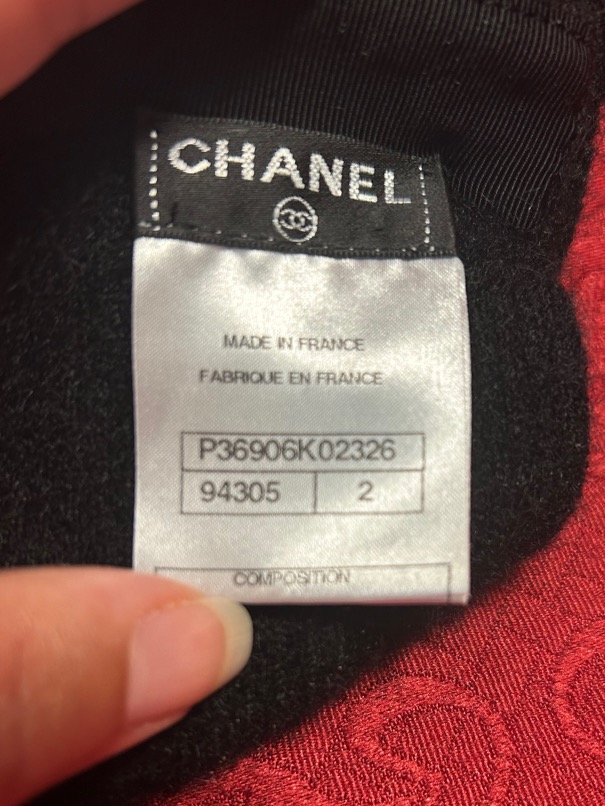 CHANEL
MADE IN FRANCE
FABRIQUE EN FRANCE
P36906K02326
94305 2
COMPOSITION